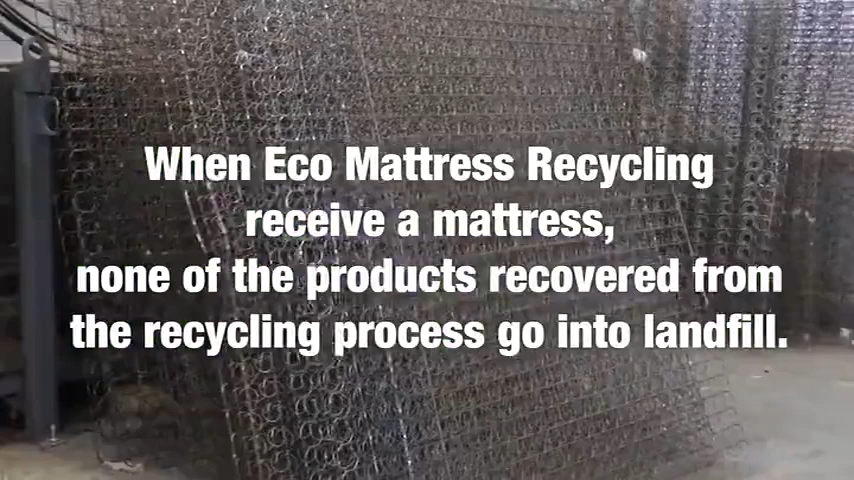 When Eco Mattress Recycling
receive a mattress,
none of the products recovered from
the recycling process go into landfill.